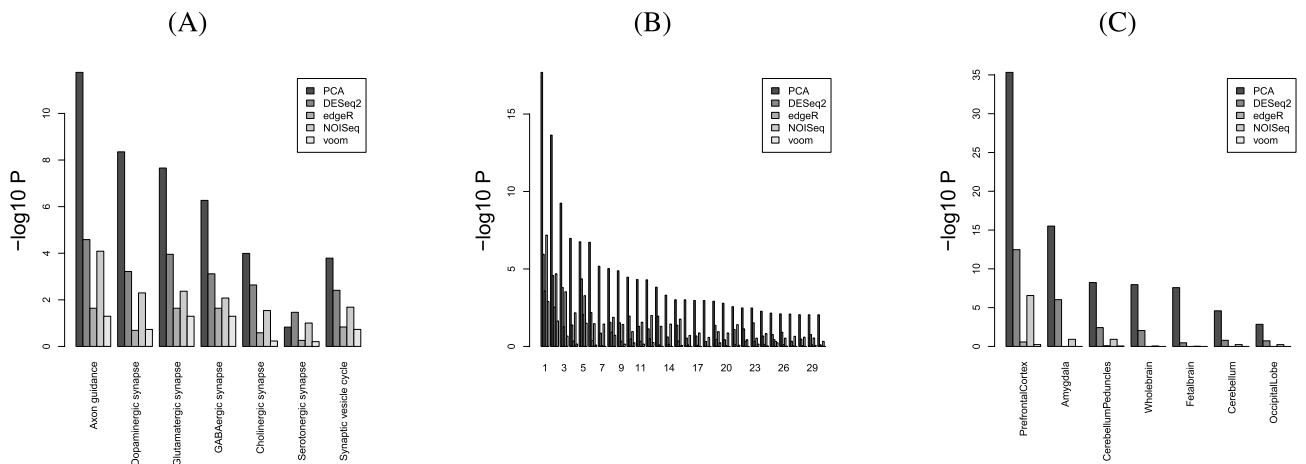 (A)
−log10 P
0
2
4
6
8
10
PCA
DESeq2
edgeR
NOISeq
voom
Axon guidance
Dopaminergic synapse
Glutamatergic synapse
GABAergic synapse
Cholinergic synapse
Serotonergic synapse
Synaptic vesicle cycle
(B)
−log10 P
0
5
10
15
PCA
DESeq2
edgeR
NOISeq
voom
1 3 5 7 9 11 14 17 20 23 26 29
(C)
−log10 P
0
5
10
15
20
25
30
35
PCA
DESeq2
edgeR
NOISeq
voom
PrefrontalCortex
Amygdala
CerebellumPeduncles
Wholebrain
Fetalbrain
Cerebellum
OccipitalLobe